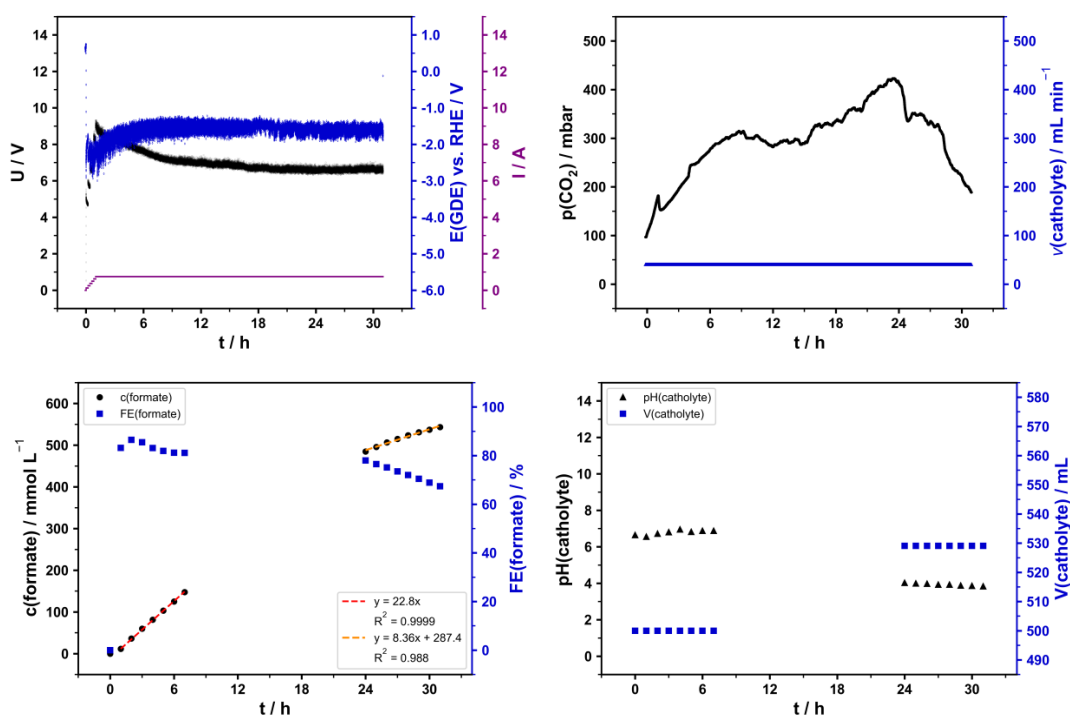 U / V
14
12
10
8
6
4
2
0
0 6 12 18 24 30
t / h
1.0
0.0
-1.0
-2.0
-3.0
-4.0
-5.0
-6.0
E(GDE) vs. RHE / V
14
12
10
8
6
4
2
0
I / A
p(CO2) / mbar
500
400
300
200
100
0
0 6 12 18 24 30
t / h
500
400
300
200
100
0
v(catholyte) / mL min−1
c(formate) / mmol L−1
600
500
400
300
200
100
0
c(formate)
FE(formate)
y = 22.8x
R2 = 0.9999
y = 8.36x + 287.4
R2 = 0.988
0 6 12 18 24 30
t / h
100
80
60
40
20
0
FE(formate) / %
pH(catholyte)
14
12
10
8
6
4
2
0
pH(catholyte)
V(catholyte)
0 6 12 18 24 30
t / h
580
570
560
550
540
530
520
510
500
490
V(catholyte) / mL